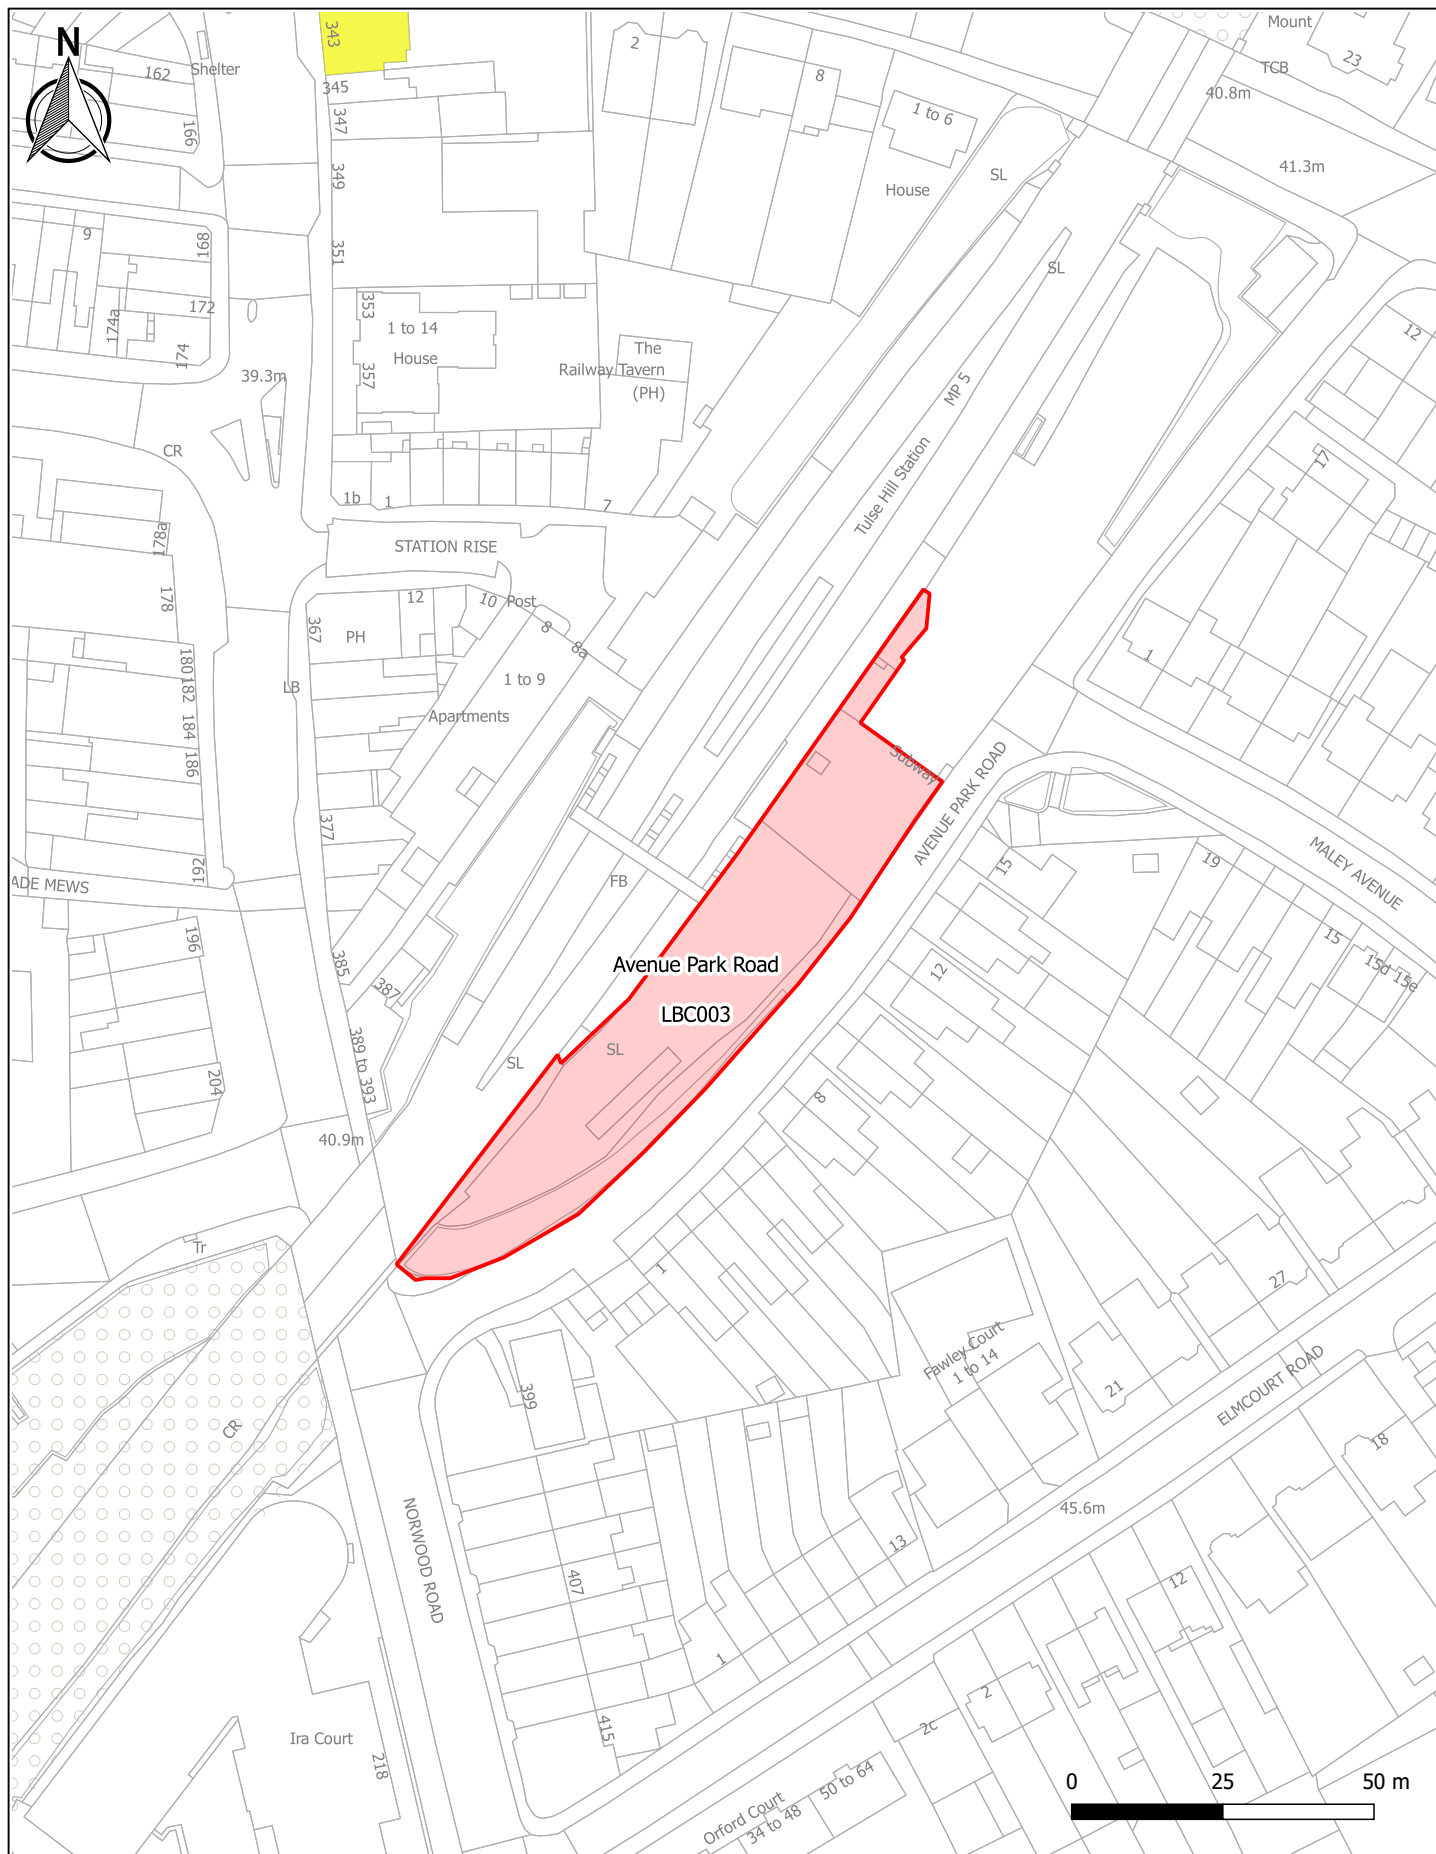 N
343
345
347
349
351
353
357
162
Shelter
166
168
9
172
174a
174
2
8
1 to 6
House
SL
Mount
23
TCB
40.8m
41.3m
SL
12
1 to 14
House
The
Railway Tavern
(PH)
39.3m
CR
MP 5
Tulse Hill Station
17
1b
1
7
178a
STATION RISE
178
12
10
Post
8
8a
367
PH
180
182
LB
1 to 9
184
Apartments
186
1
Subway
AVENUE PARK ROAD
377
192
ADE MEWS
FB
15
19
MALEY AVENUE
15
15d
15e
196
385
387
Avenue Park Road
LBC003
12
SL
SL
389 to 393
204
8
40.9m
Tr
1
27
Fawley Court
1 to 14
21
ELMCOURT ROAD
399
CR
18
45.6m
NORWOOD ROAD
13
407
12
1
2
2c
415
Ira Court
218
50 to 64
Orford Court
34 to 48
0 25 50 m